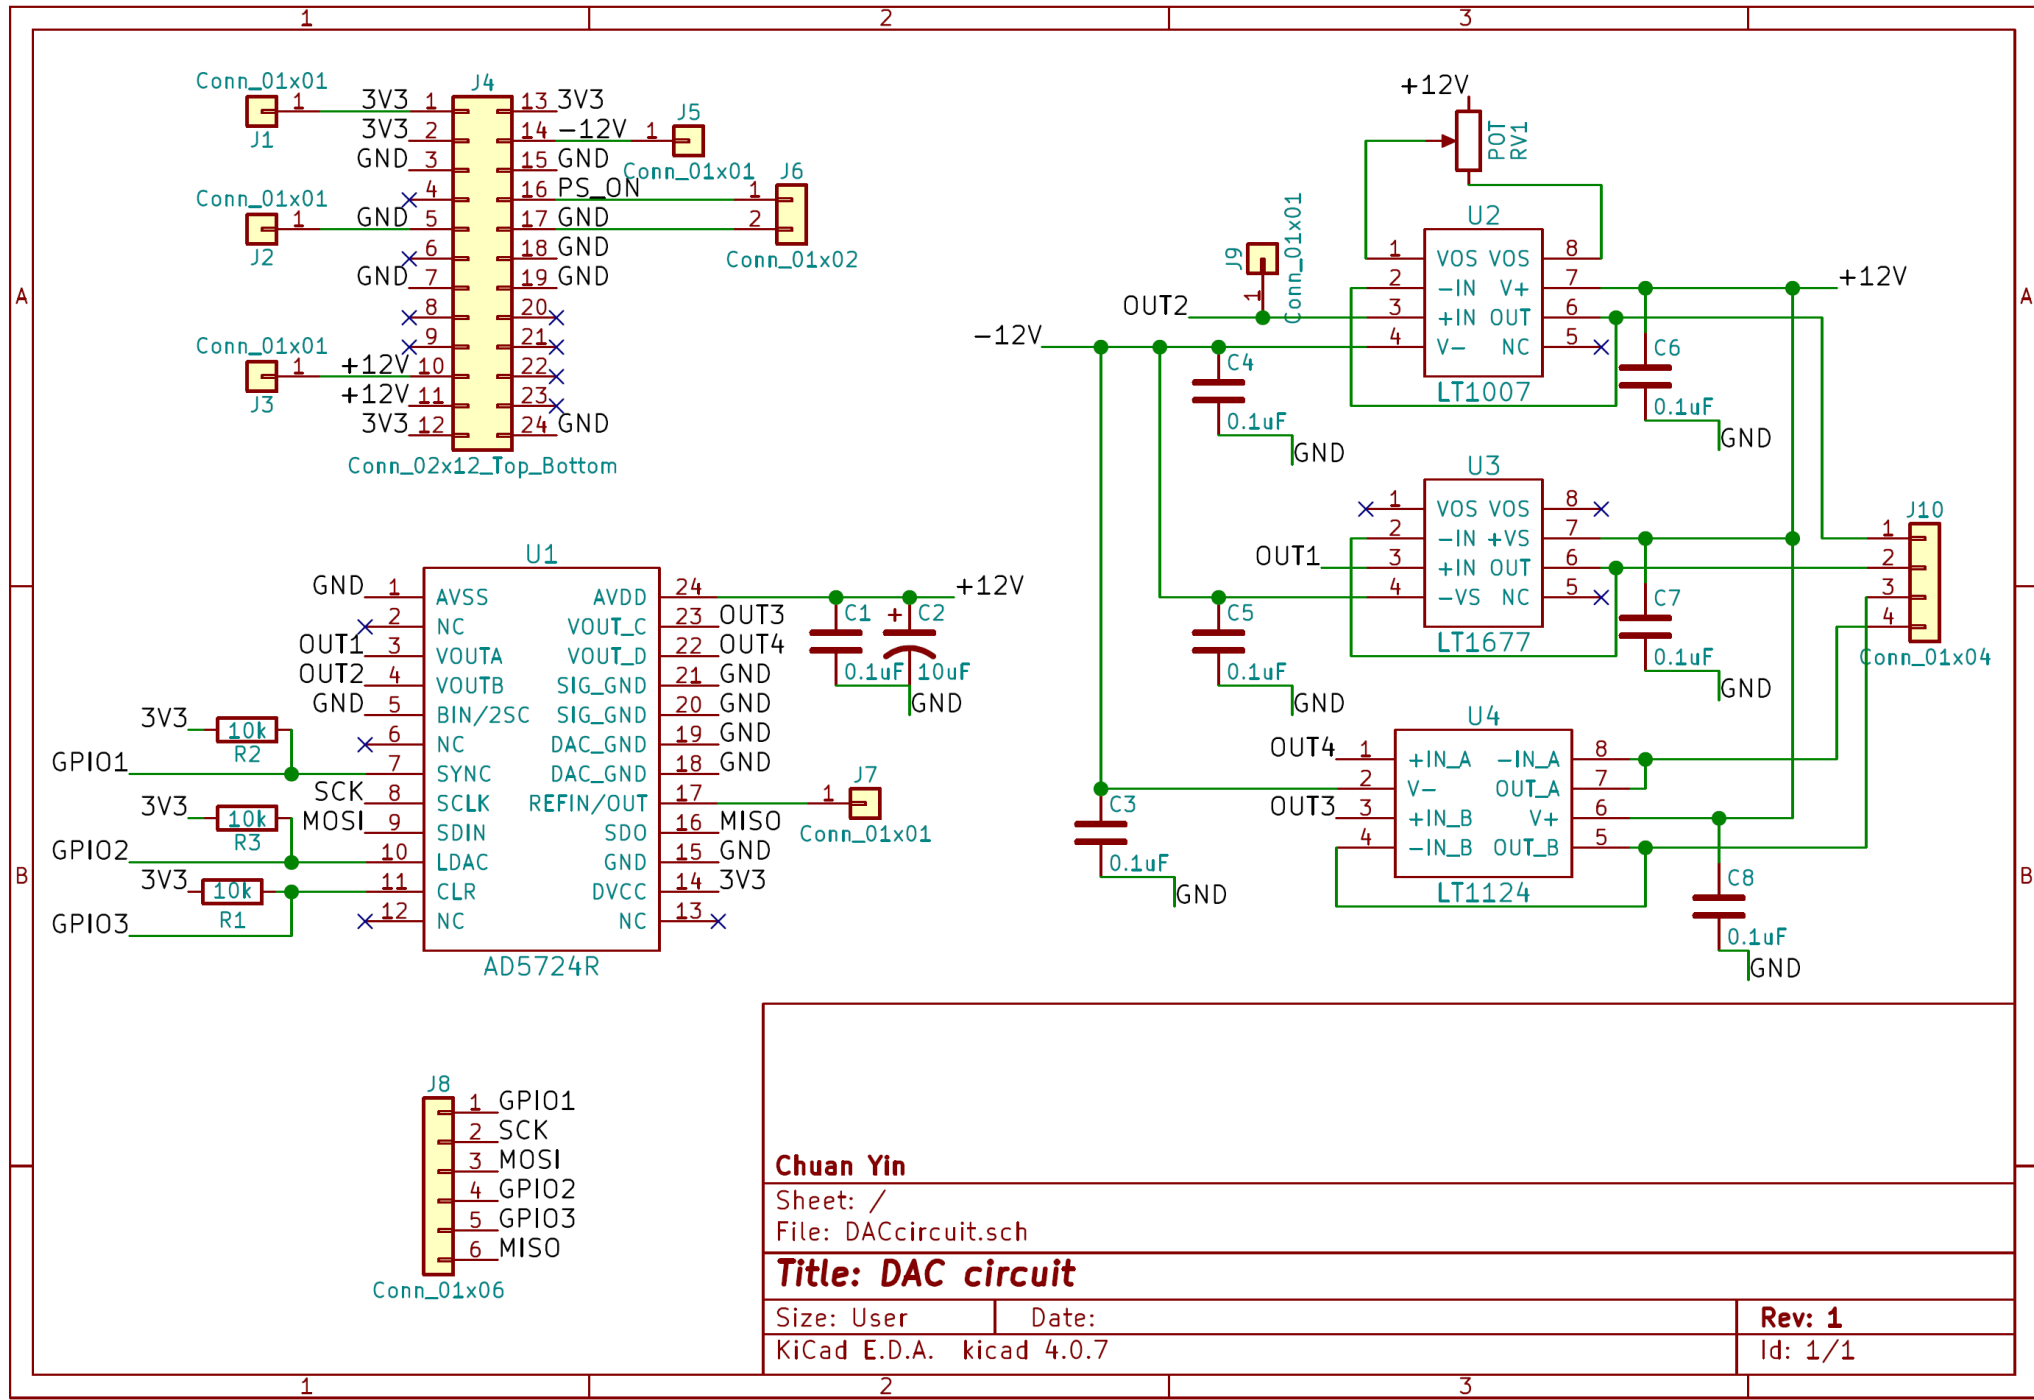 1 2 3
Conn_01x01
1
J1
Conn_01x01
1
J2
Conn_01x01
1
J3
J4
3V3 1 13 3V3
3V3 2 14 -12V
GND 3 15 GND
4 16 PS_ON
GND 5 17 GND
6 18 GND
GND 7 19 GND
8 20
9 21
+12V 10 22
+12V 11 23
3V3 12 24 GND
Conn_02x12_Top_Bottom
J5
1
Conn_01x01
J6
1
2
Conn_01x02
A
A
+12V
POT
RV1
J9
Conn_01x01
1
OUT2
-12V
U2
1 VOS VOS 8
2 -IN V+ 7
3 +IN OUT 6
4 V- NC 5
LT1007
+12V
C4
0.1uF
GND
C6
0.1uF
GND
U3
1 VOS VOS 8
2 -IN +VS 7
OUT1 3 +IN OUT 6
4 -VS NC 5
LT1677
C5
0.1uF
GND
C7
0.1uF
GND
J10
1
2
3
4
Conn_01x04
U4
OUT4 1 +IN_A -IN_A 8
2 V- OUT_A 7
OUT3 3 +IN_B V+ 6
4 -IN_B OUT_B 5
LT1124
C3
0.1uF
GND
C8
0.1uF
GND
U1
GND 1 AVSS AVDD 24
2 NC VOUT_C 23 OUT3
OUT1 3 VOUTA VOUT_D 22 OUT4
OUT2 4 VOUTB SIG_GND 21 GND
GND 5 BIN/2SC SIG_GND 20 GND
6 NC DAC_GND 19 GND
7 SYNC DAC_GND 18 GND
SCK 8 SCLK REFIN/OUT 17
MOSI 9 SDIN SDO 16 MISO
10 LDAC GND 15 GND
11 CLR DVCC 14 3V3
12 NC NC 13
AD5724R
3V3 10k
R2
GPIO1
3V3 10k
R3
GPIO2
3V3 10k
R1
GPIO3
+12V
C1
0.1uF
+ C2
10uF
GND
J7
1
Conn_01x01
B
B
J8
1 GPIO1
2 SCK
3 MOSI
4 GPIO2
5 GPIO3
6 MISO
Conn_01x06
Chuan Yin
Sheet: /
File: DACcircuit.sch
Title: DAC circuit
Size: User Date: Rev: 1
KiCad E.D.A. kicad 4.0.7 Id: 1/1
1 2 3